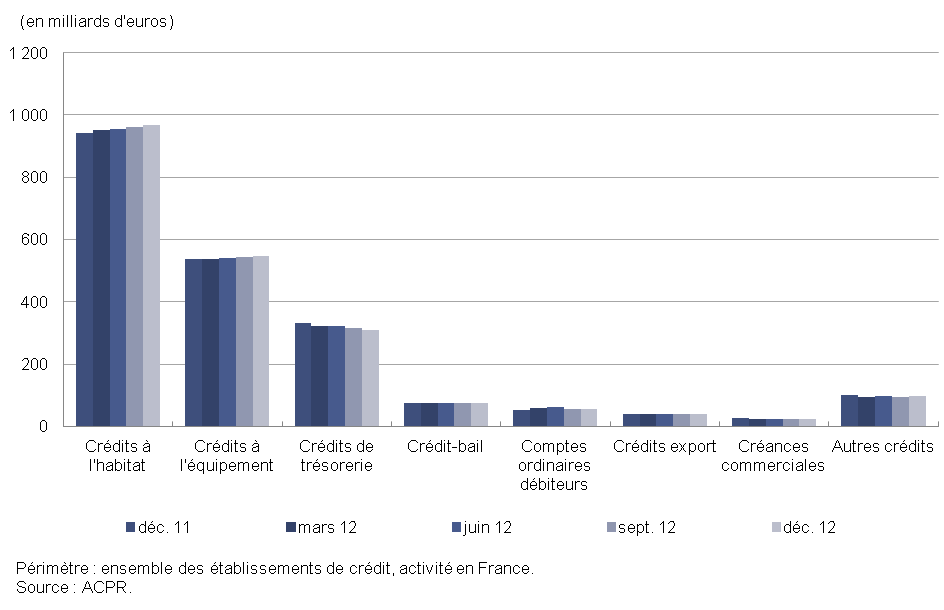 (en milliards d'euros)
1 200
1 000
800
600
400
200
0
Crédits à
l'habitat
Crédits à
l'équipement
Crédits de
trésorerie
Crédit-bail
Comptes
ordinaires
débiteurs
Crédits export
Créances
commerciales
Autres crédits
déc. 11
mars 12
juin 12
sept. 12
déc. 12
Périmètre : ensemble des établissements de crédit, activité en France.
Source : ACPR.